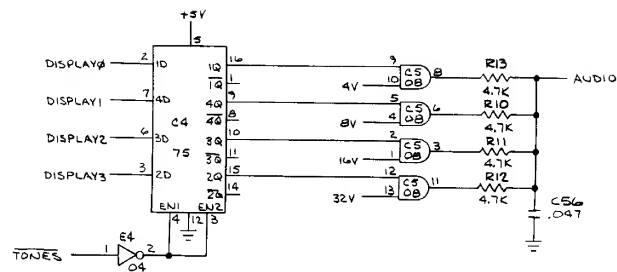 +5V
5
DISPLAY0 2 1D 1Q 16 9 C5 08 8 R13 4.7K AUDIO
1Q 1 10 4V
DISPLAY1 7 4D 4Q 9 5 C5 08 6 R10 4.7K
4Q 8 4 8V
C4
75
DISPLAY2 6 3D 3Q 10 2 C5 08 3 R11 4.7K
3Q 11 1 16V
DISPLAY3 3 2D 2Q 15 12 C5 08 11 R12 4.7K
2Q 14 13 32V
EN1 EN2
4 12 3
C56
.047
TONES 1 E4 2
04